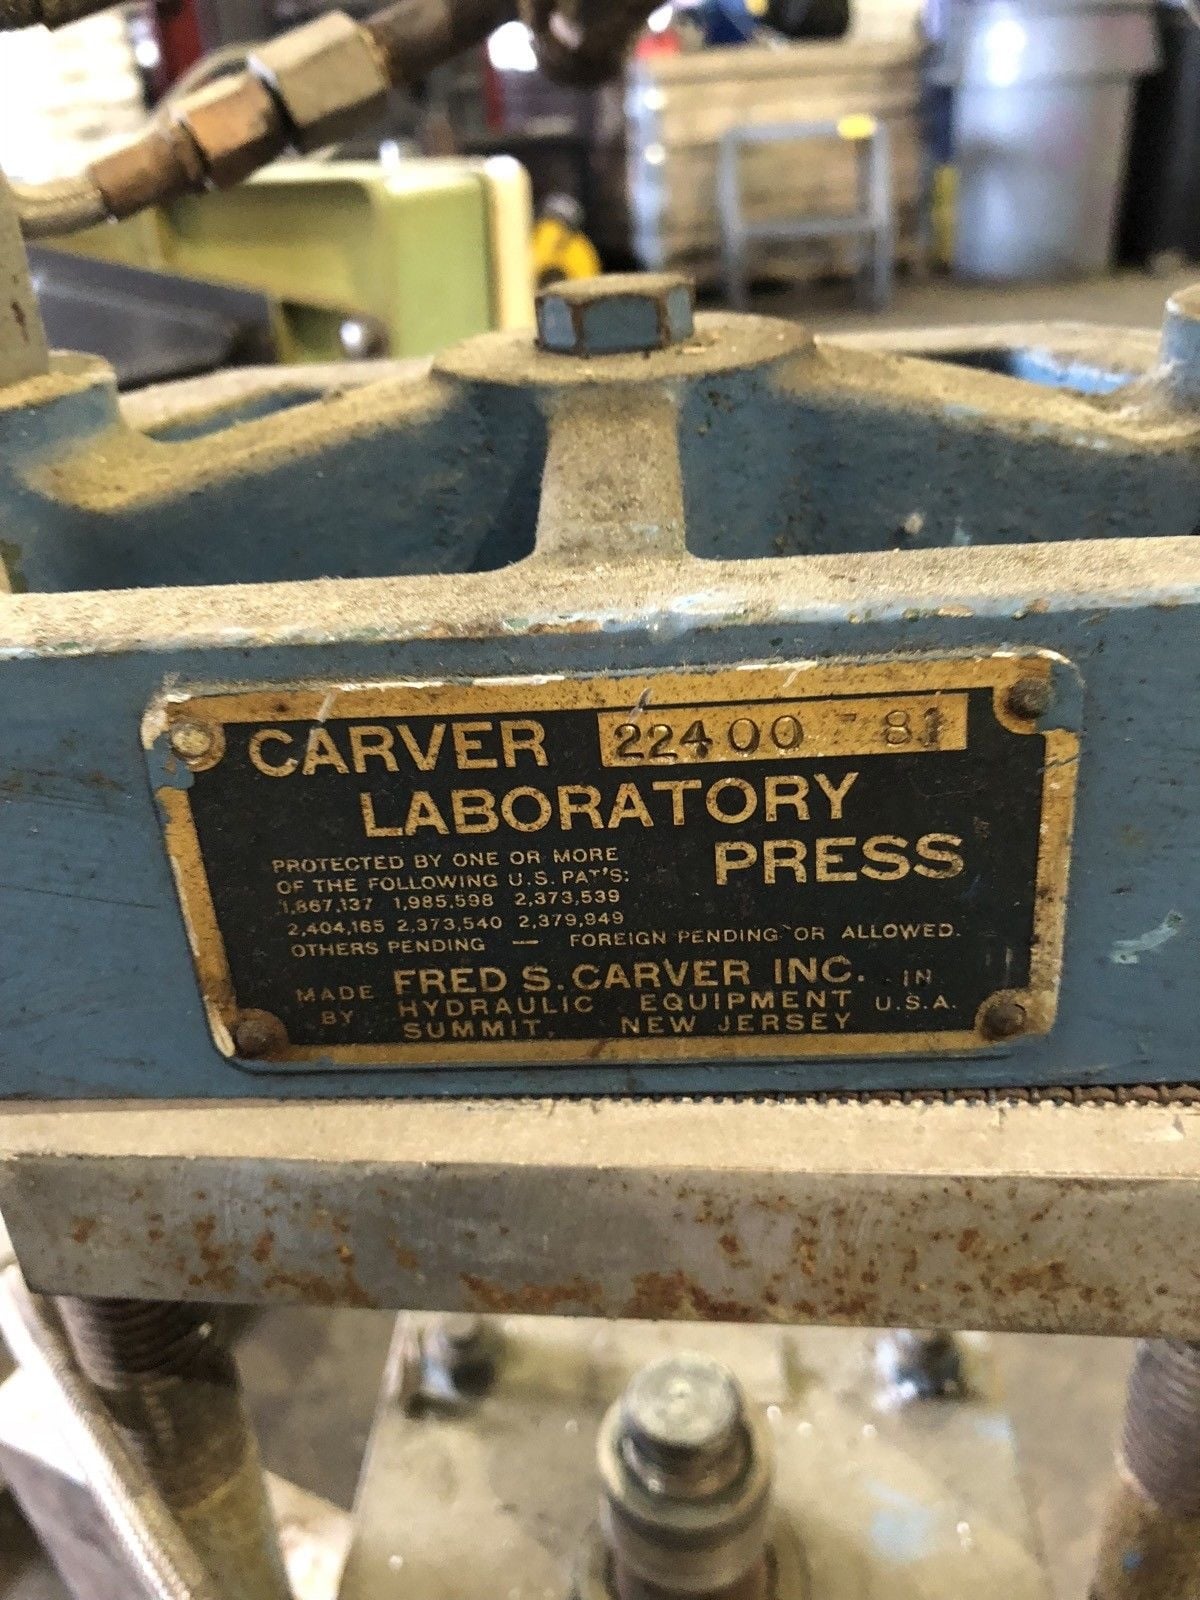 CARVER 22400 - 81
LABORATORY
PRESS
PROTECTED BY ONE OR MORE
OF THE FOLLOWING U.S. PAT'S:
1,867,137 1,985,598 2,373,539
2,404,165 2,373,540 2,379,949
OTHERS PENDING — FOREIGN PENDING OR ALLOWED.
MADE BY
FRED S. CARVER INC.
HYDRAULIC EQUIPMENT
SUMMIT, NEW JERSEY
IN U.S.A.